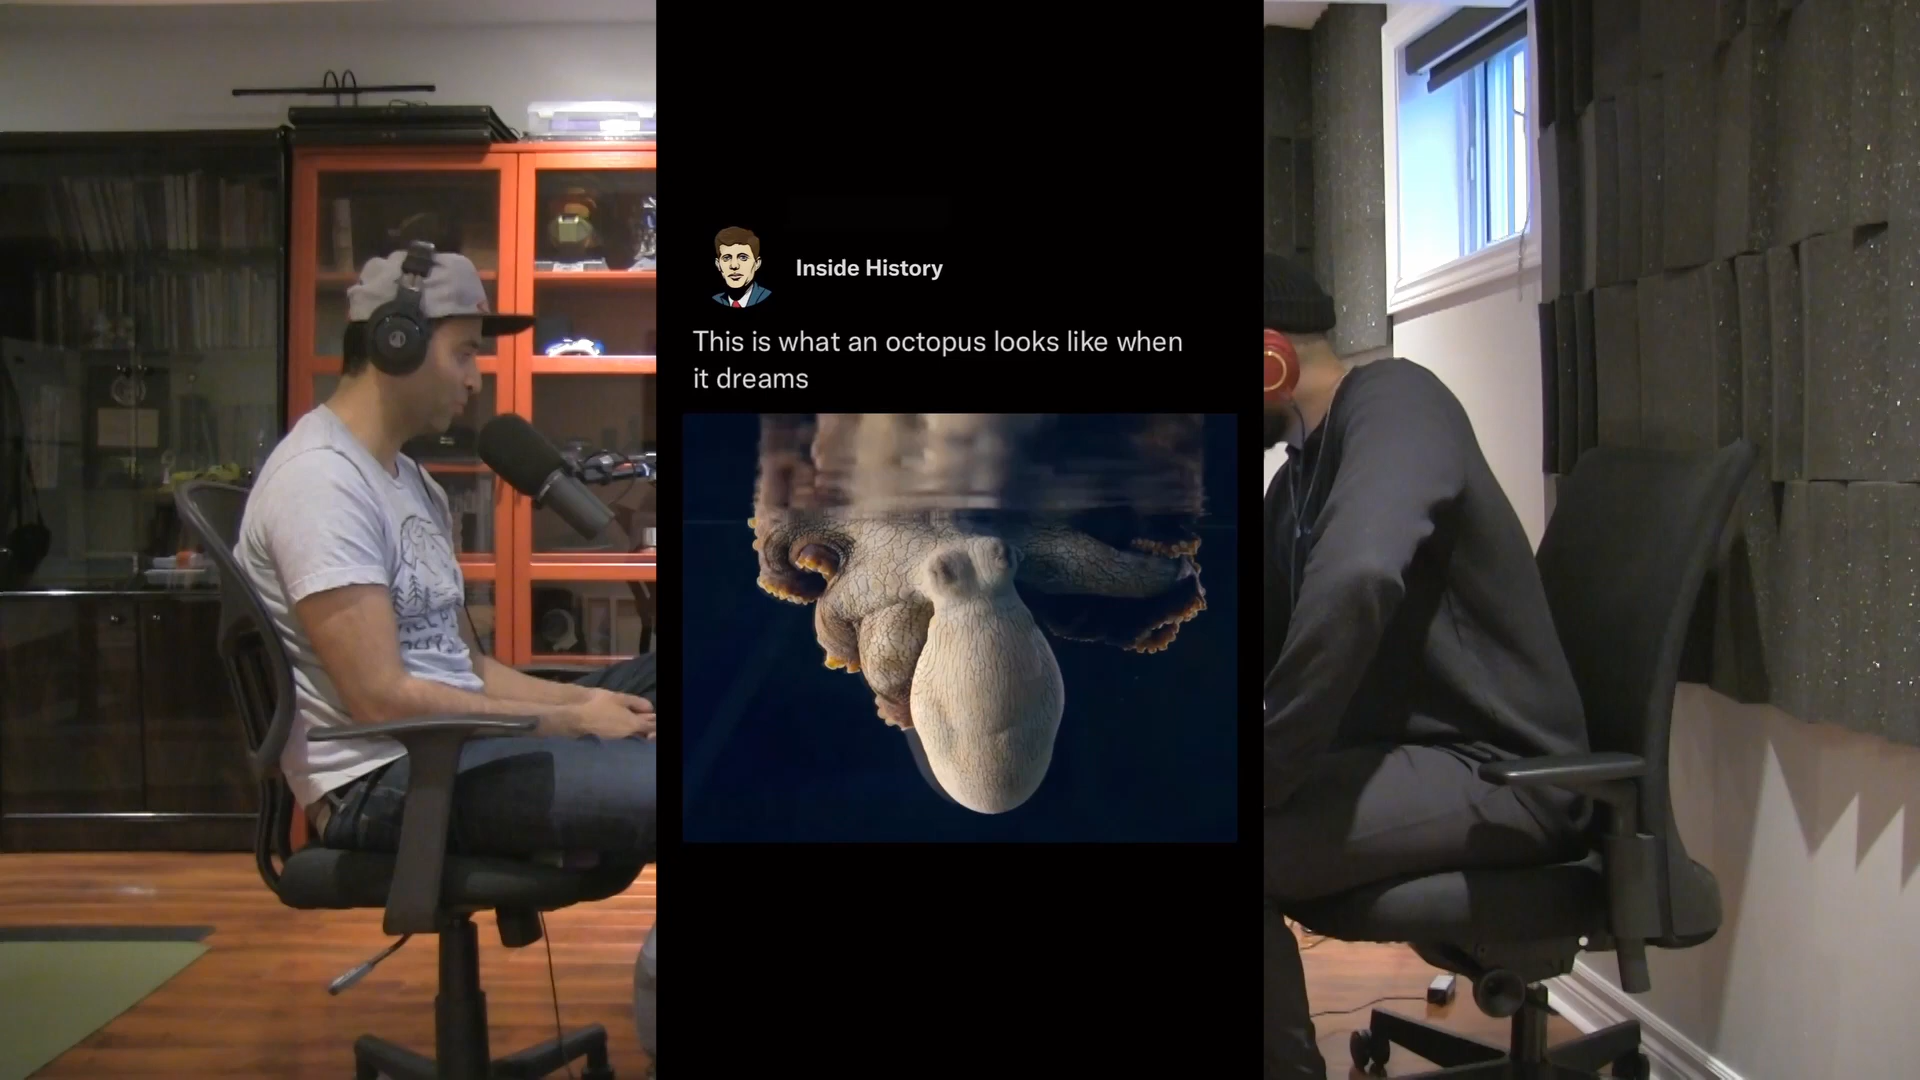 Inside History
This is what an octopus looks like when
it dreams